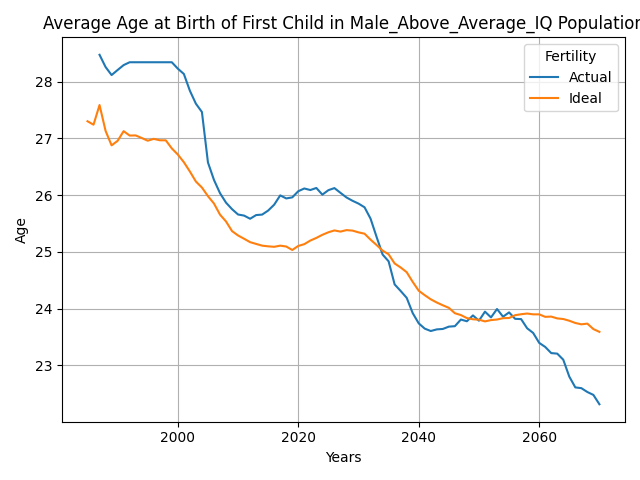 Average Age at Birth of First Child in Male_Above_Average_IQ Population
Fertility
Actual
Ideal
Age
28
27
26
25
24
23
2000
2020
2040
2060
Years